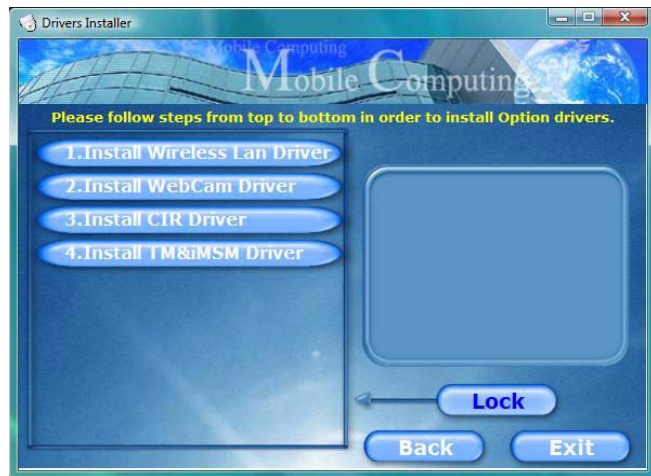 Drivers Installer
Mobile Computing
Mobile Computing
Please follow steps from top to bottom in order to install Option drivers.
1.Install Wireless Lan Driver
2.Install WebCam Driver
3.Install CIR Driver
4.Install TM&iMSM Driver
Lock
Back
Exit